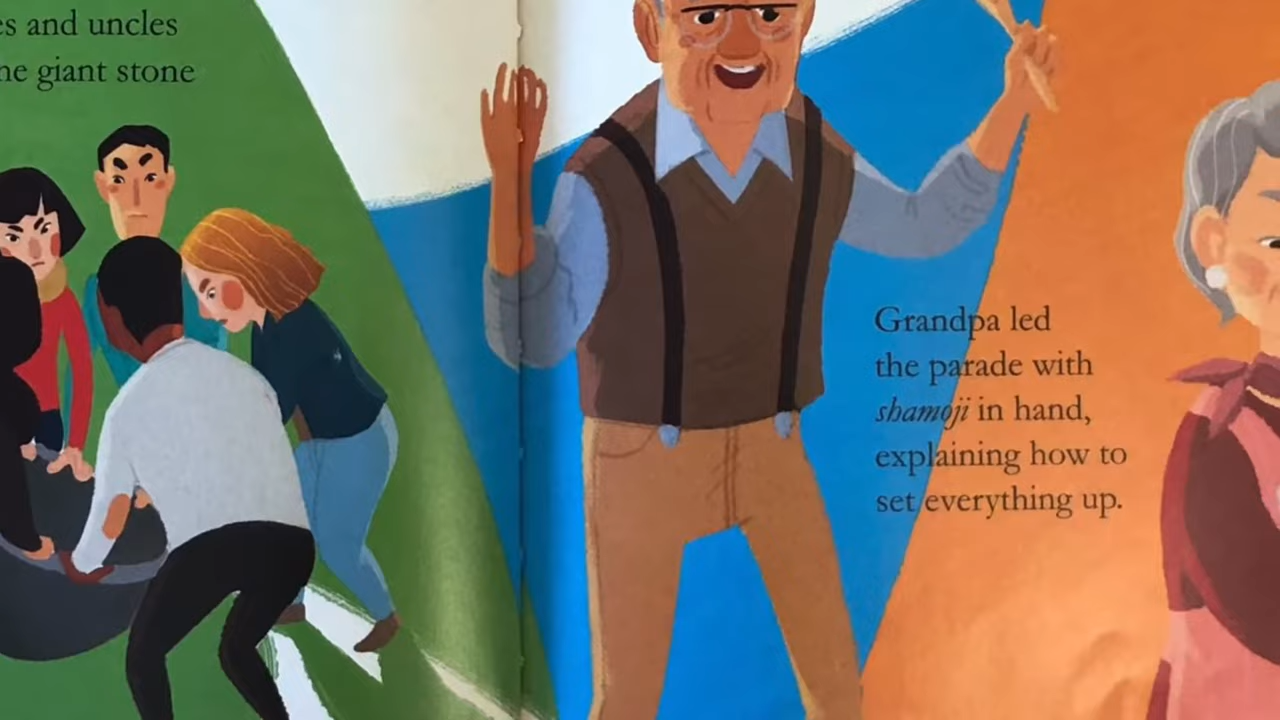 es and uncles
he giant stone
Grandpa led
the parade with
shamoji in hand,
explaining how to
set everything up.